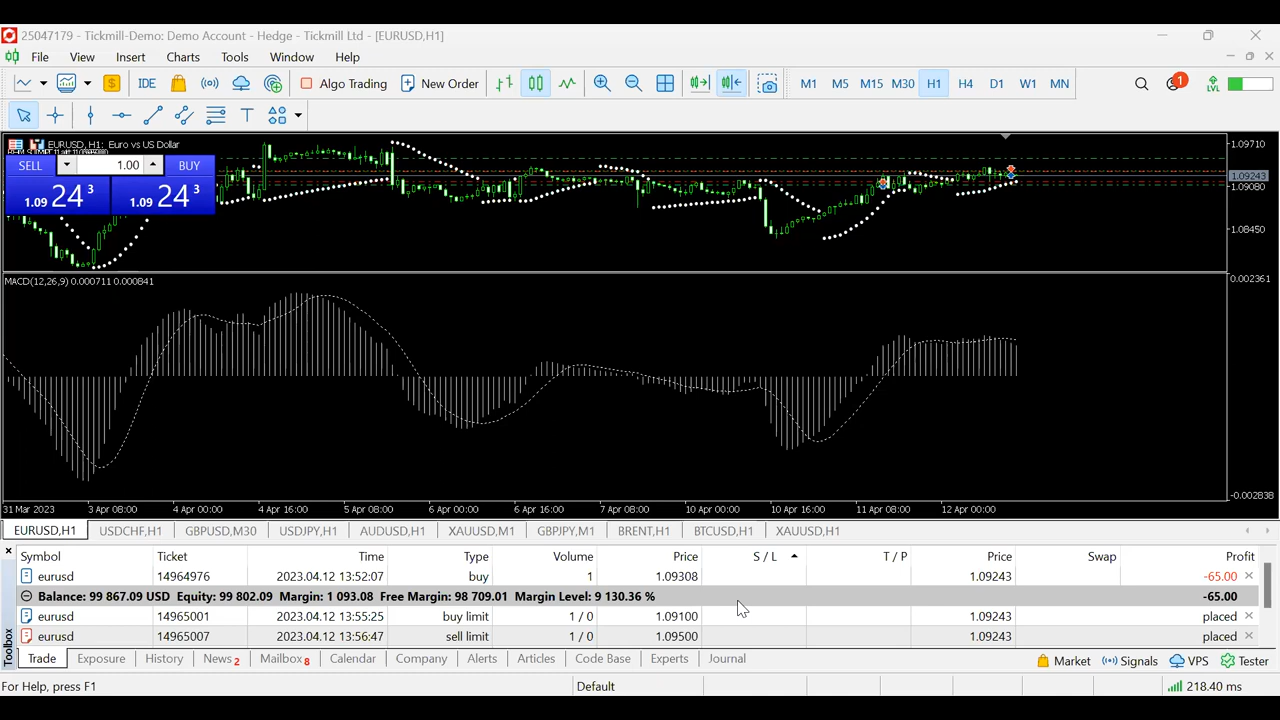 25047179 - Tickmill-Demo: Demo Account - Hedge - Tickmill Ltd - [EURUSD,H1]
File View Insert Charts Tools Window Help
IDE Algo Trading New Order M1 M5 M15 M30 H1 H4 D1 W1 MN 1 LVL
T
EURUSD, H1: Euro vs US Dollar
1.09710
SELL 1.00 BUY
1.09 24 3 1.09 24 3
1.09243
1.09080
1.08450
MACD(12,26,9) 0.000711 0.000841
0.002361
-0.002838
31 Mar 2023 3 Apr 08:00 4 Apr 00:00 4 Apr 16:00 5 Apr 08:00 6 Apr 00:00 6 Apr 16:00 7 Apr 08:00 10 Apr 00:00 10 Apr 16:00 11 Apr 08:00 12 Apr 00:00
EURUSD,H1 USDCHF,H1 GBPUSD,M30 USDJPY,H1 AUDUSD,H1 XAUUSD,M1 GBPJPY,M1 BRENT,H1 BTCUSD,H1 XAUUSD,H1
Symbol Ticket Time Type Volume Price S / L T / P Price Swap Profit
eurusd 14964976 2023.04.12 13:52:07 buy 1 1.09308 1.09243 -65.00
Balance: 99 867.09 USD Equity: 99 802.09 Margin: 1 093.08 Free Margin: 98 709.01 Margin Level: 9 130.36 % -65.00
eurusd 14965001 2023.04.12 13:55:25 buy limit 1 / 0 1.09100 1.09243 placed
eurusd 14965007 2023.04.12 13:56:47 sell limit 1 / 0 1.09500 1.09243 placed
Toolbox
Trade Exposure History News 2 Mailbox 8 Calendar Company Alerts Articles Code Base Experts Journal Market Signals VPS Tester
For Help, press F1 Default 218.40 ms